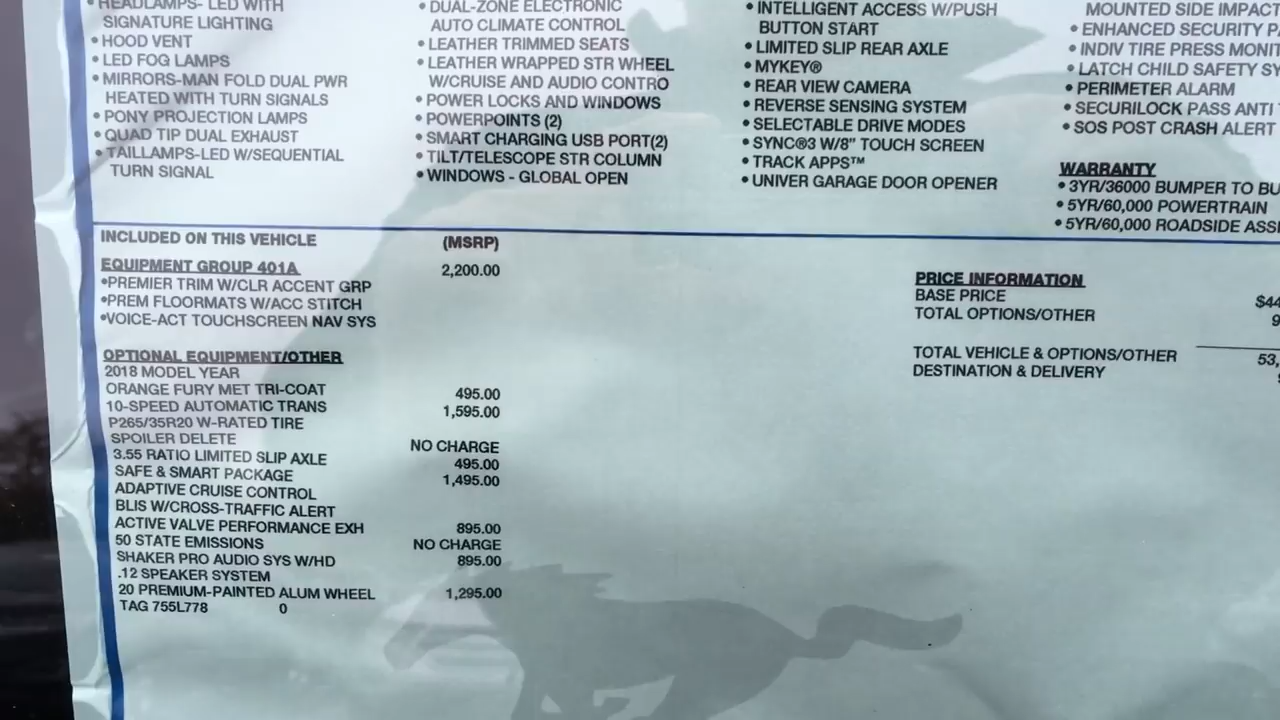 • HEADLAMPS- LED WITH
SIGNATURE LIGHTING
• HOOD VENT
• LED FOG LAMPS
• MIRRORS-MAN FOLD DUAL PWR
HEATED WITH TURN SIGNALS
• PONY PROJECTION LAMPS
• QUAD TIP DUAL EXHAUST
• TAILLAMPS-LED W/SEQUENTIAL
TURN SIGNAL
• DUAL-ZONE ELECTRONIC
AUTO CLIMATE CONTROL
• LEATHER TRIMMED SEATS
• LEATHER WRAPPED STR WHEEL
W/CRUISE AND AUDIO CONTRO
• POWER LOCKS AND WINDOWS
• POWERPOINTS (2)
• SMART CHARGING USB PORT(2)
• TILT/TELESCOPE STR COLUMN
• WINDOWS - GLOBAL OPEN
• INTELLIGENT ACCESS W/PUSH
BUTTON START
• LIMITED SLIP REAR AXLE
• MYKEY®
• REAR VIEW CAMERA
• REVERSE SENSING SYSTEM
• SELECTABLE DRIVE MODES
• SYNC®3 W/8" TOUCH SCREEN
• TRACK APPS™
• UNIVER GARAGE DOOR OPENER
MOUNTED SIDE IMPACT
• ENHANCED SECURITY
• INDIV TIRE PRESS
• LATCH CHILD SAFETY
• PERIMETER ALARM
• SECURILOCK PASS ANTI
• SOS POST CRASH ALERT
WARRANTY
• 3YR/36000 BUMPER TO
• 5YR/60,000 POWERTRAIN
• 5YR/60,000 ROADSIDE
INCLUDED ON THIS VEHICLE (MSRP)
EQUIPMENT GROUP 401A 2,200.00
•PREMIER TRIM W/CLR ACCENT GRP
•PREM FLOORMATS W/ACC STITCH
•VOICE-ACT TOUCHSCREEN NAV SYS
OPTIONAL EQUIPMENT/OTHER
2018 MODEL YEAR
ORANGE FURY MET TRI-COAT 495.00
10-SPEED AUTOMATIC TRANS 1,595.00
P265/35R20 W-RATED TIRE
SPOILER DELETE NO CHARGE
3.55 RATIO LIMITED SLIP AXLE 495.00
SAFE & SMART PACKAGE 1,495.00
ADAPTIVE CRUISE CONTROL
BLIS W/CROSS-TRAFFIC ALERT
ACTIVE VALVE PERFORMANCE EXH 895.00
50 STATE EMISSIONS NO CHARGE
SHAKER PRO AUDIO SYS W/HD 895.00
.12 SPEAKER SYSTEM
20 PREMIUM-PAINTED ALUM WHEEL 1,295.00
TAG 755L778 0
PRICE INFORMATION
BASE PRICE $44
TOTAL OPTIONS/OTHER 9
TOTAL VEHICLE & OPTIONS/OTHER 53,
DESTINATION & DELIVERY